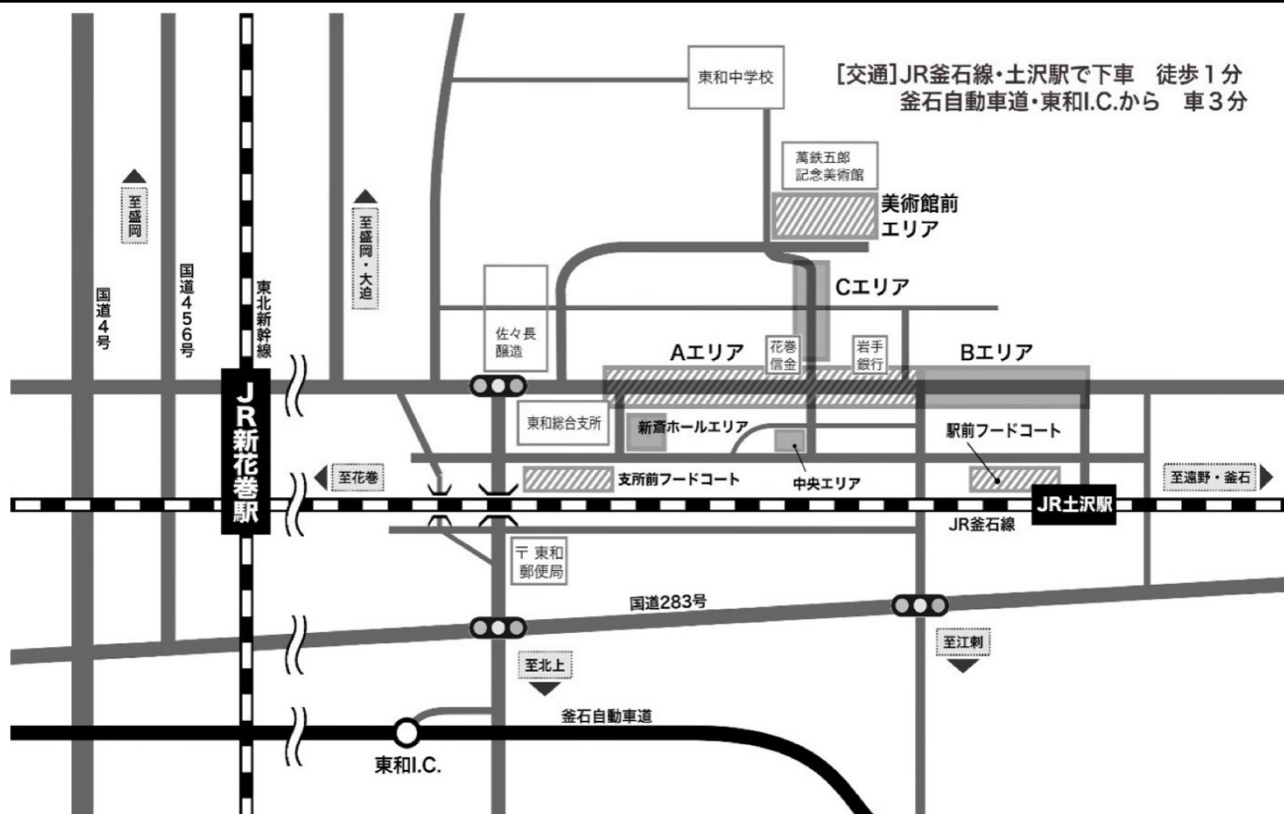 [交通]JR釜石線・土沢駅で下車　徒歩1分
釜石自動車道・東和I.C.から　車3分
東和中学校
萬鉄五郎
記念美術館
美術館前
エリア
至盛岡
至盛岡・大迫
国道4号
国道456号
東北新幹線
Cエリア
佐々長
醸造
Aエリア
花巻
信金
岩手
銀行
Bエリア
JR新花巻駅
東和総合支所
新斎ホールエリア
駅前フードコート
至花巻
支所前フードコート
中央エリア
至遠野・釜石
JR土沢駅
JR釜石線
〒東和
郵便局
国道283号
至北上
至江刺
釜石自動車道
東和I.C.